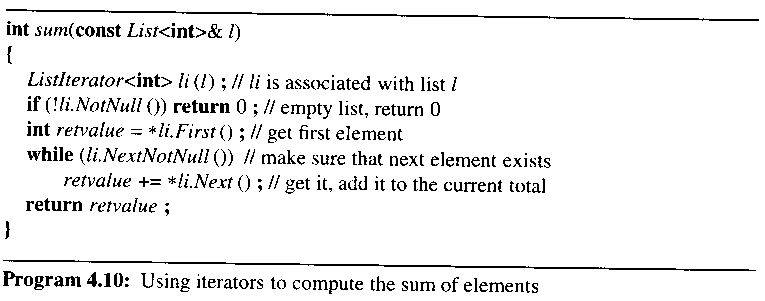 int sum(const List<int>& l)
{
ListIterator<int> li (l) ; // li is associated with list l
if (!li.NotNull ()) return 0 ; // empty list, return 0
int retvalue = *li.First () ; // get first element
while (li.NextNotNull ()) // make sure that next element exists
retvalue += *li.Next () ; // get it, add it to the current total
return retvalue ;
}
Program 4.10: Using iterators to compute the sum of elements